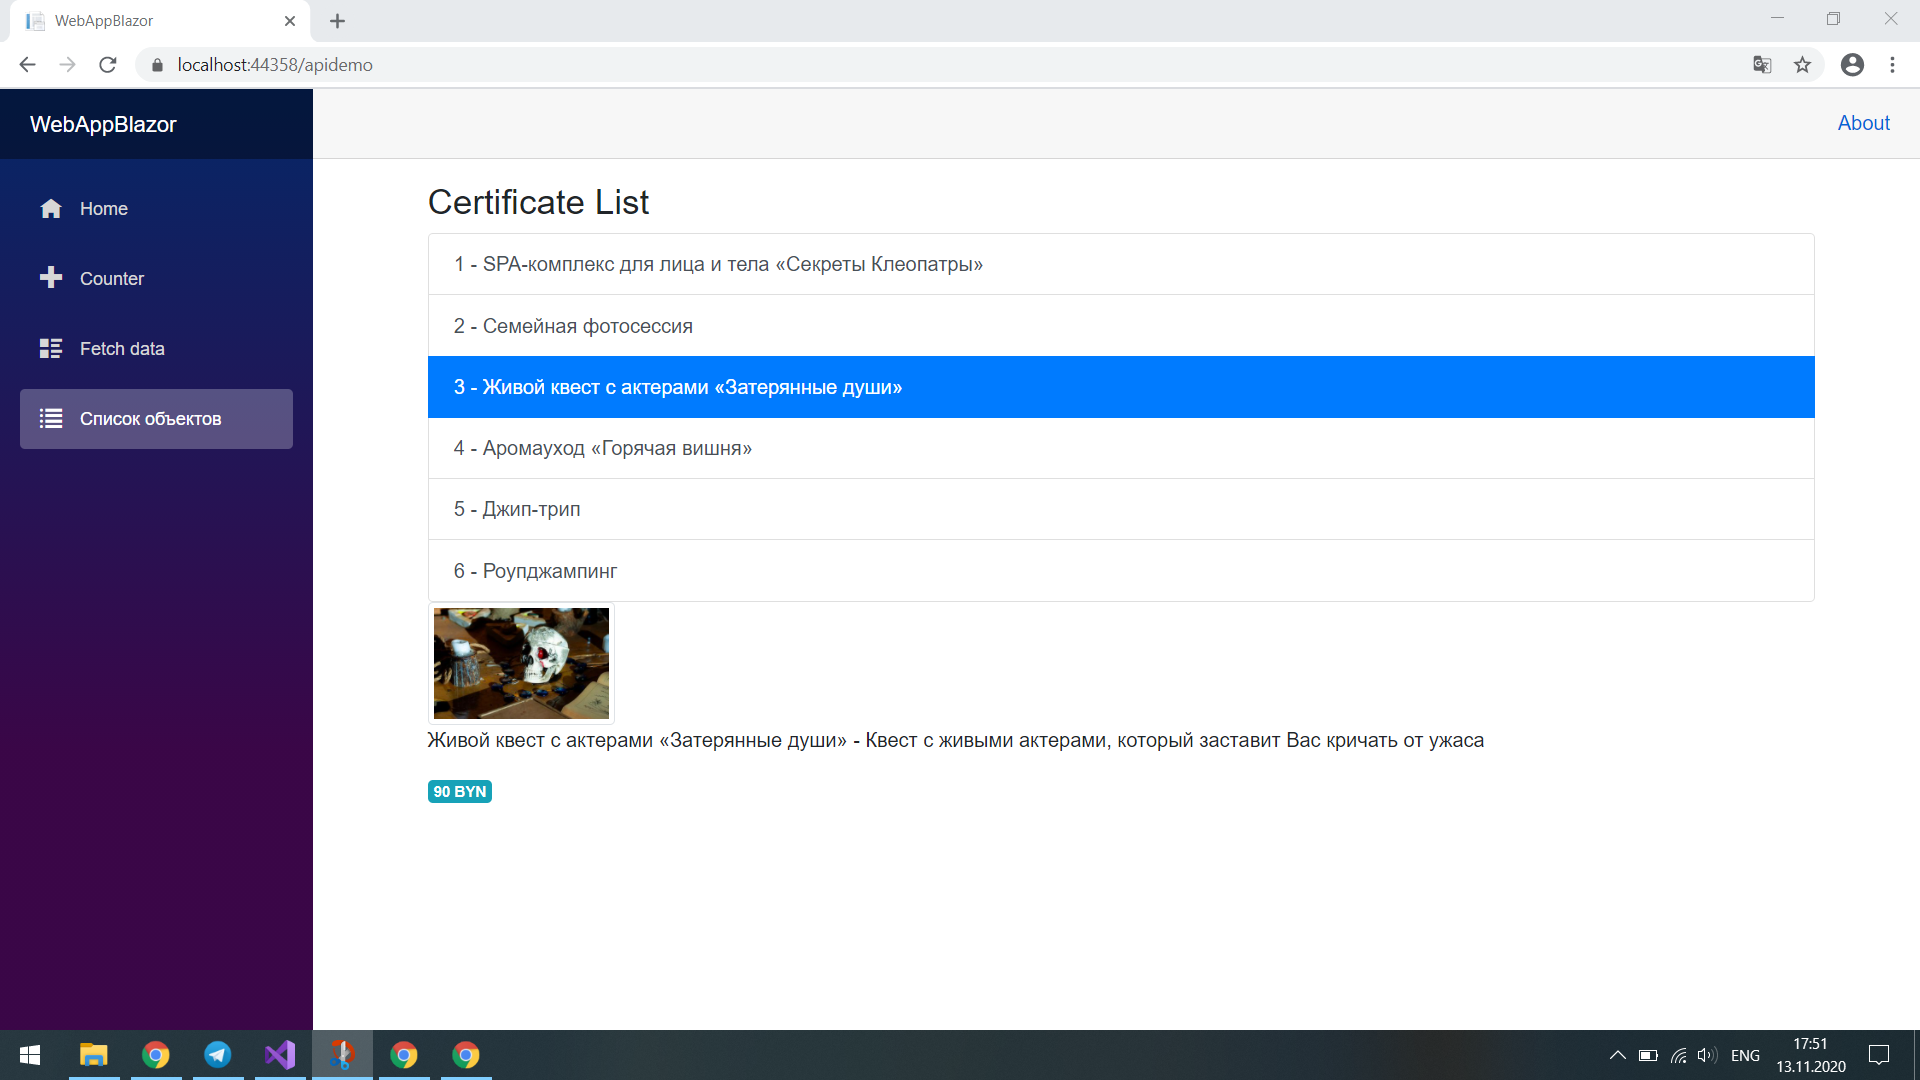 WebAppBlazor
localhost:44358/apidemo
WebAppBlazor
About
Home
Counter
Fetch data
Список объектов
Certificate List
1 - SPA-комплекс для лица и тела «Секреты Клеопатры»
2 - Семейная фотосессия
3 - Живой квест с актерами «Затерянные души»
4 - Аромауход «Горячая вишня»
5 - Джип-трип
6 - Роупджампинг
Живой квест с актерами «Затерянные души» - Квест с живыми актерами, который заставит Вас кричать от ужаса
90 BYN
ENG
17:51
13.11.2020